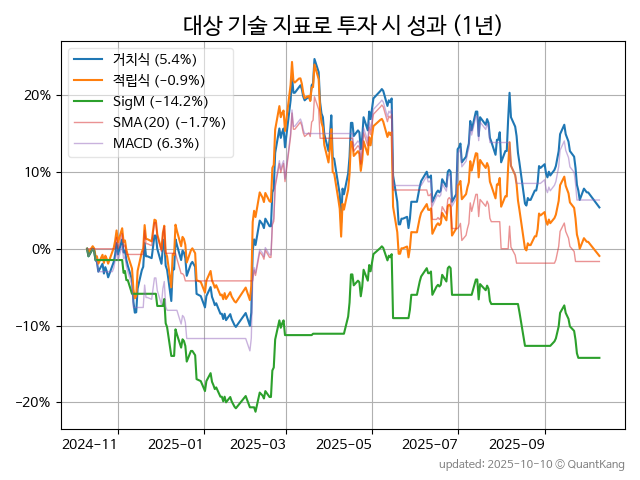 대상 기술 지표로 투자 시 성과 (1년)
거치식 (5.4%)
적립식 (−0.9%)
SigM (−14.2%)
SMA(20) (−1.7%)
MACD (6.3%)
20%
10%
0%
−10%
−20%
2024-11 2025-01 2025-03 2025-05 2025-07 2025-09
updated: 2025-10-10 © QuantKang